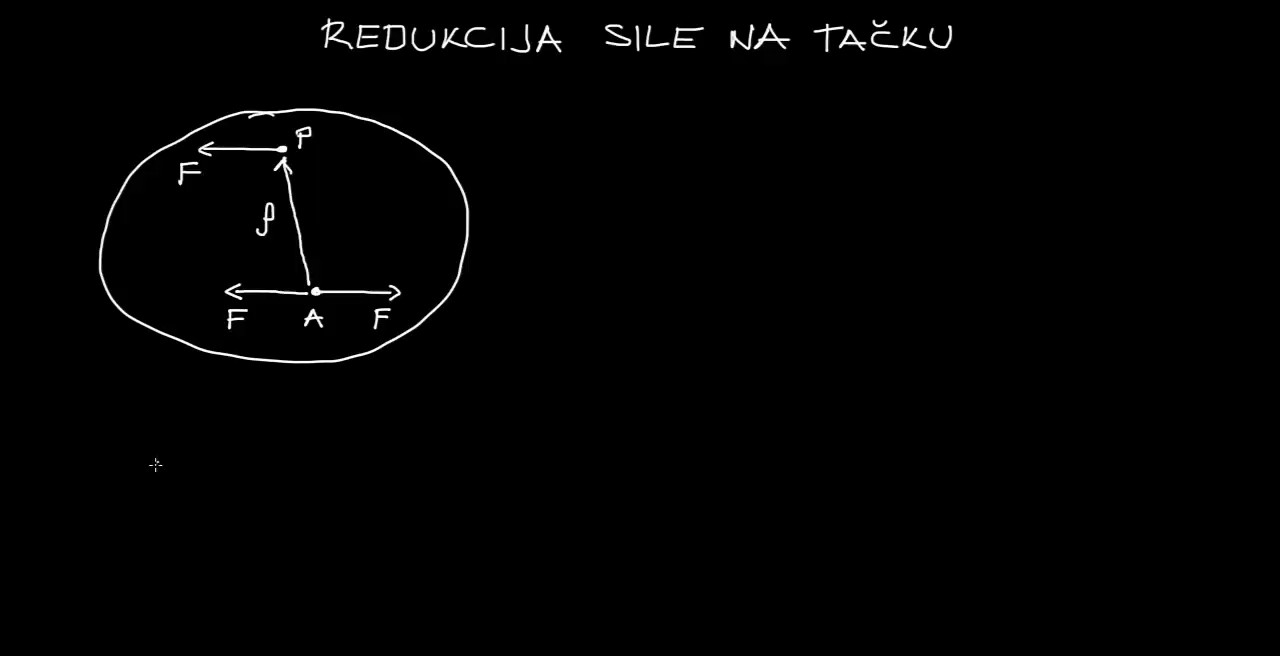 REDUKCIJA SILE NA TAČKU
P
F
ρ
F A F